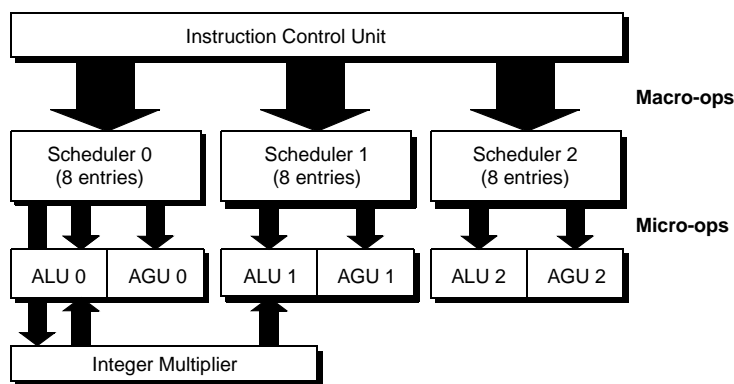 Instruction Control Unit
Macro-ops
Scheduler 0
(8 entries)
Scheduler 1
(8 entries)
Scheduler 2
(8 entries)
Micro-ops
ALU 0
AGU 0
ALU 1
AGU 1
ALU 2
AGU 2
Integer Multiplier